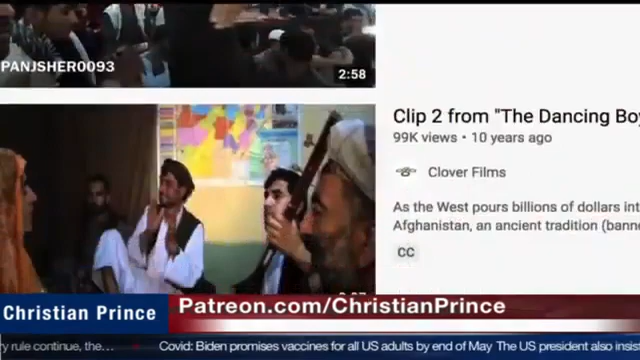 PANJSHER0093
2:58
Clip 2 from "The Dancing Boy
99K views • 10 years ago
Clover Films
As the West pours billions of dollars int
Afghanistan, an ancient tradition (banne
CC
Christian Prince
Patreon.com/ChristianPrince
ry rule continue, the...
Covid: Biden promises vaccines for all US adults by end of May The US president also insis